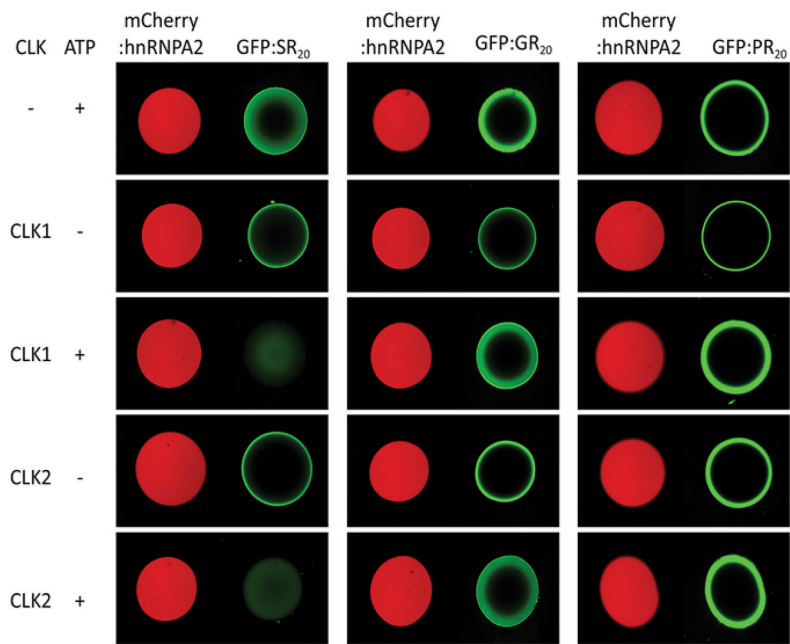 mCherry mCherry mCherry
CLK ATP :hnRNPA2 GFP:SR20 :hnRNPA2 GFP:GR20 :hnRNPA2 GFP:PR20
- +
CLK1 -
CLK1 +
CLK2 -
CLK2 +